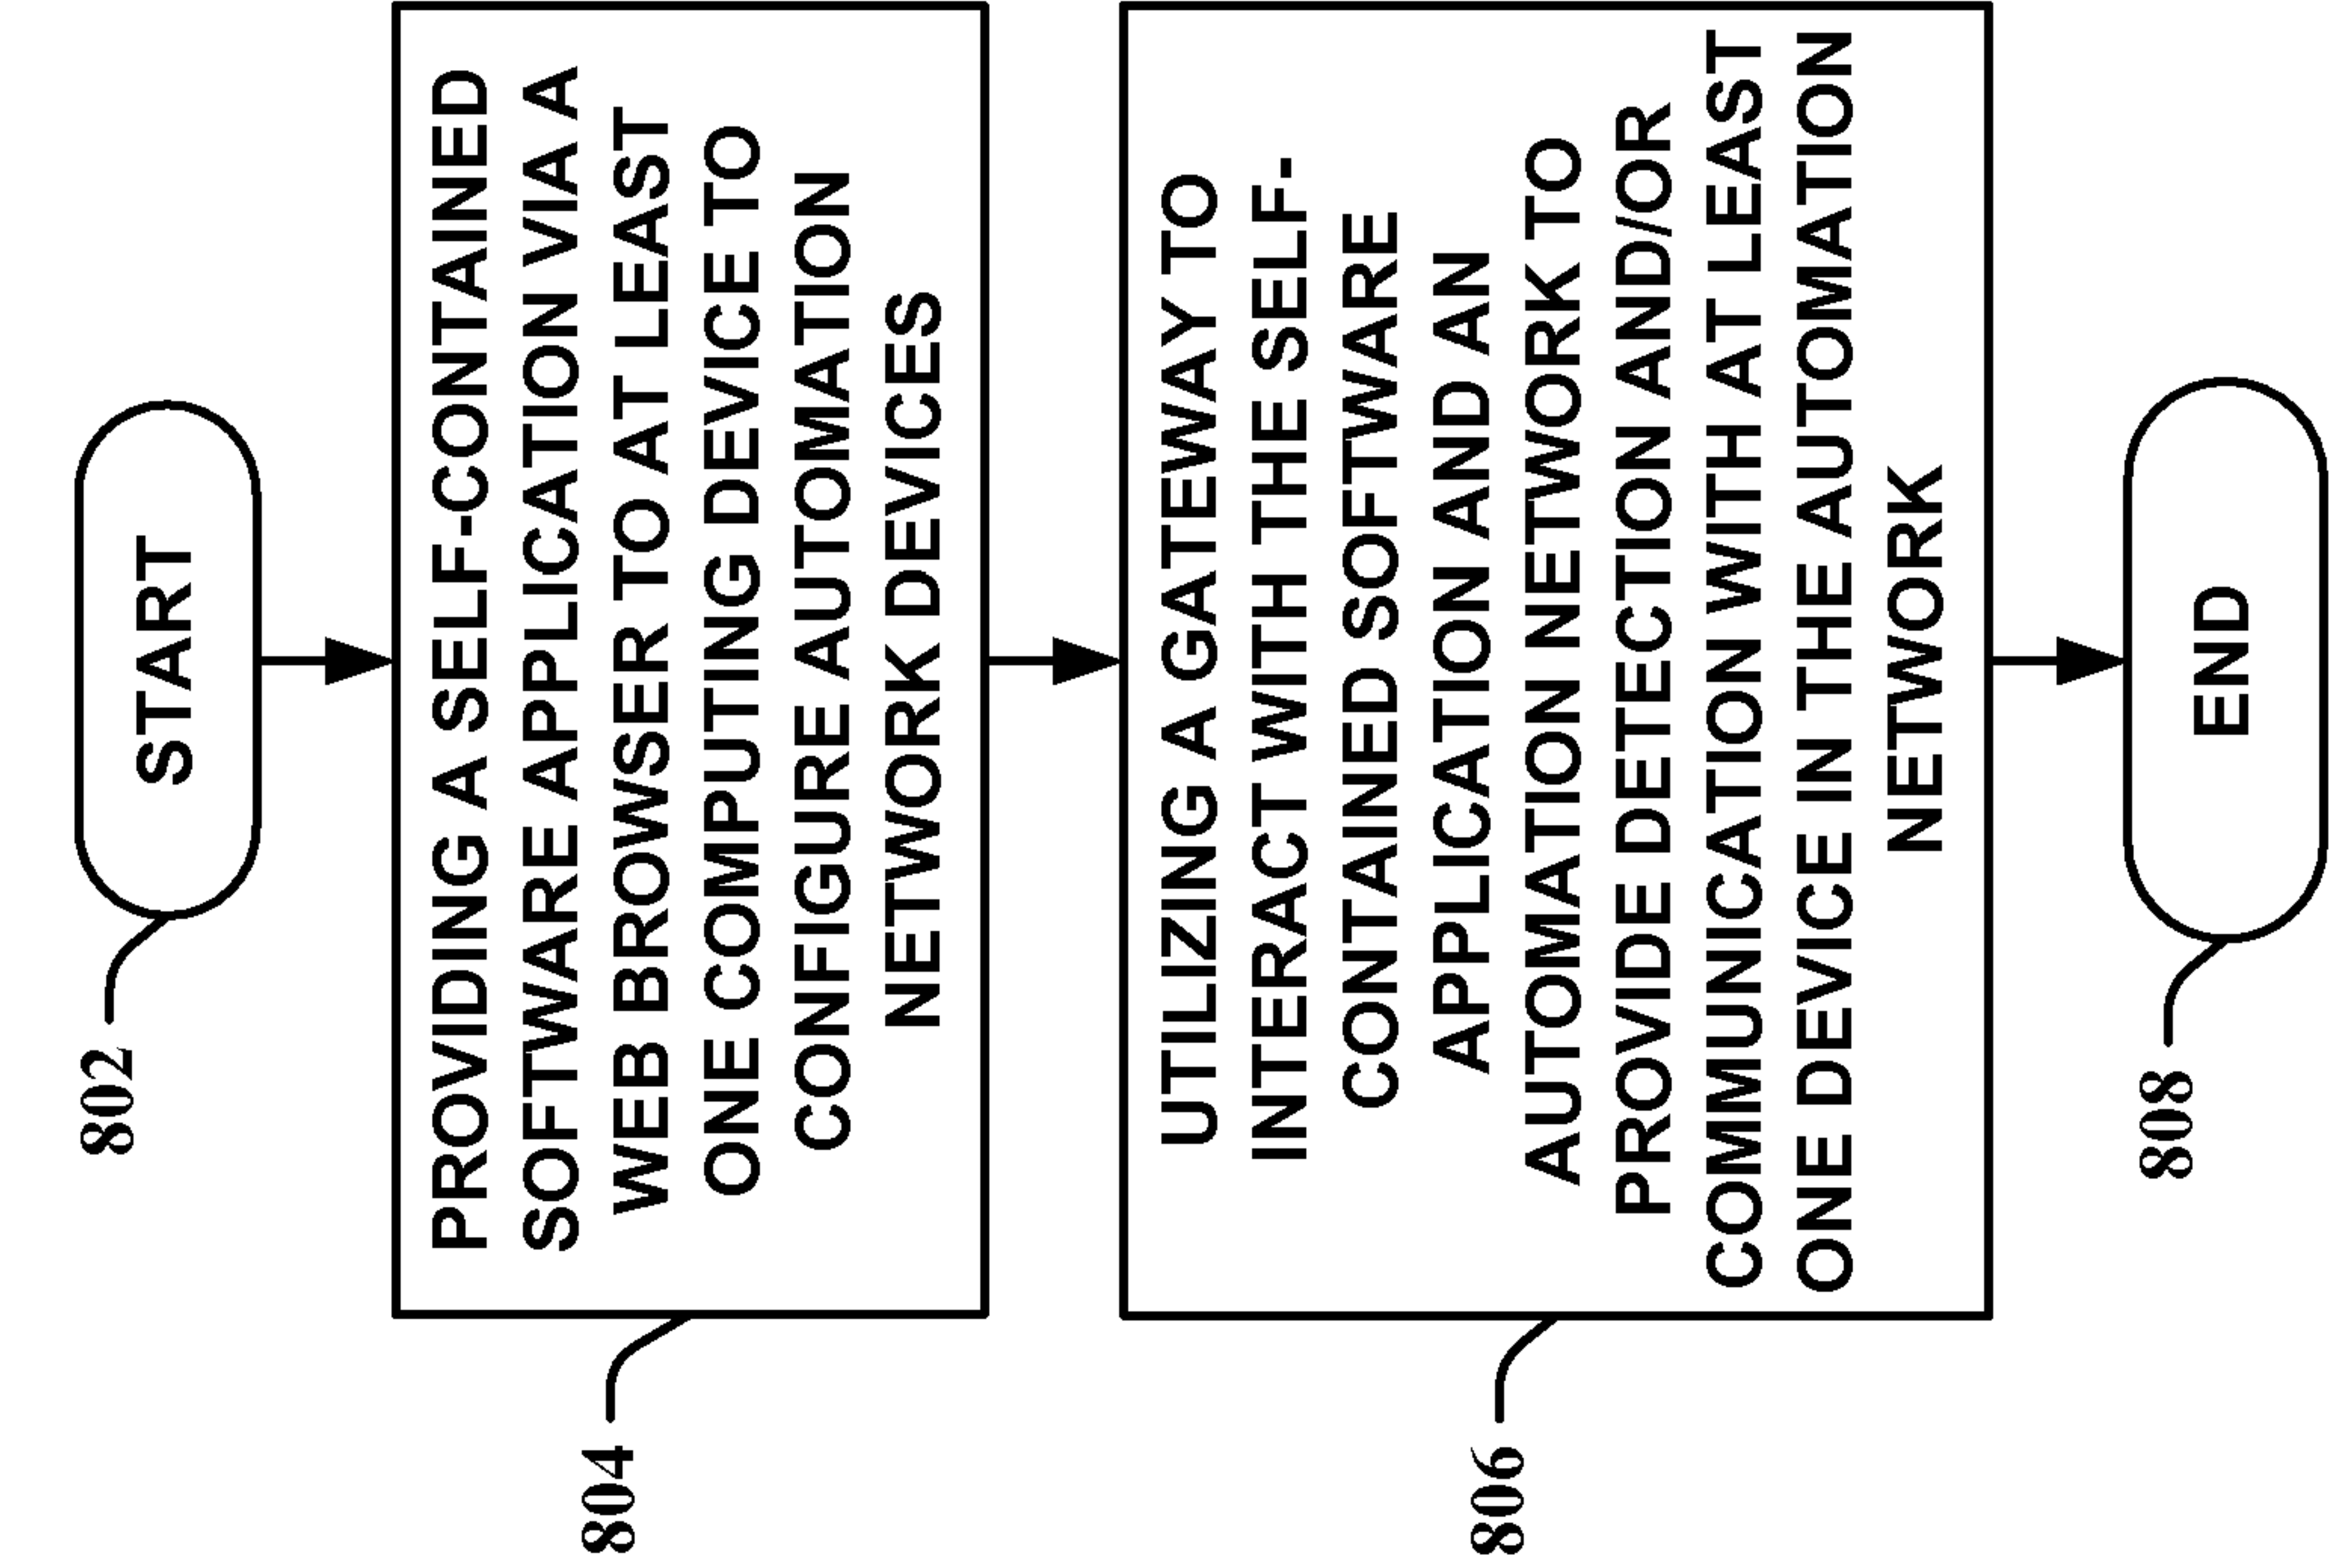 START
802
PROVIDING A SELF-CONTAINED
SOFTWARE APPLICATION VIA A
WEB BROWSER TO AT LEAST
ONE COMPUTING DEVICE TO
CONFIGURE AUTOMATION
NETWORK DEVICES
804
UTILIZING A GATEWAY TO
INTERACT WITH THE SELF-
CONTAINED SOFTWARE
APPLICATION AND AN
AUTOMATION NETWORK TO
PROVIDE DETECTION AND/OR
COMMUNICATION WITH AT LEAST
ONE DEVICE IN THE AUTOMATION
NETWORK
806
END
808